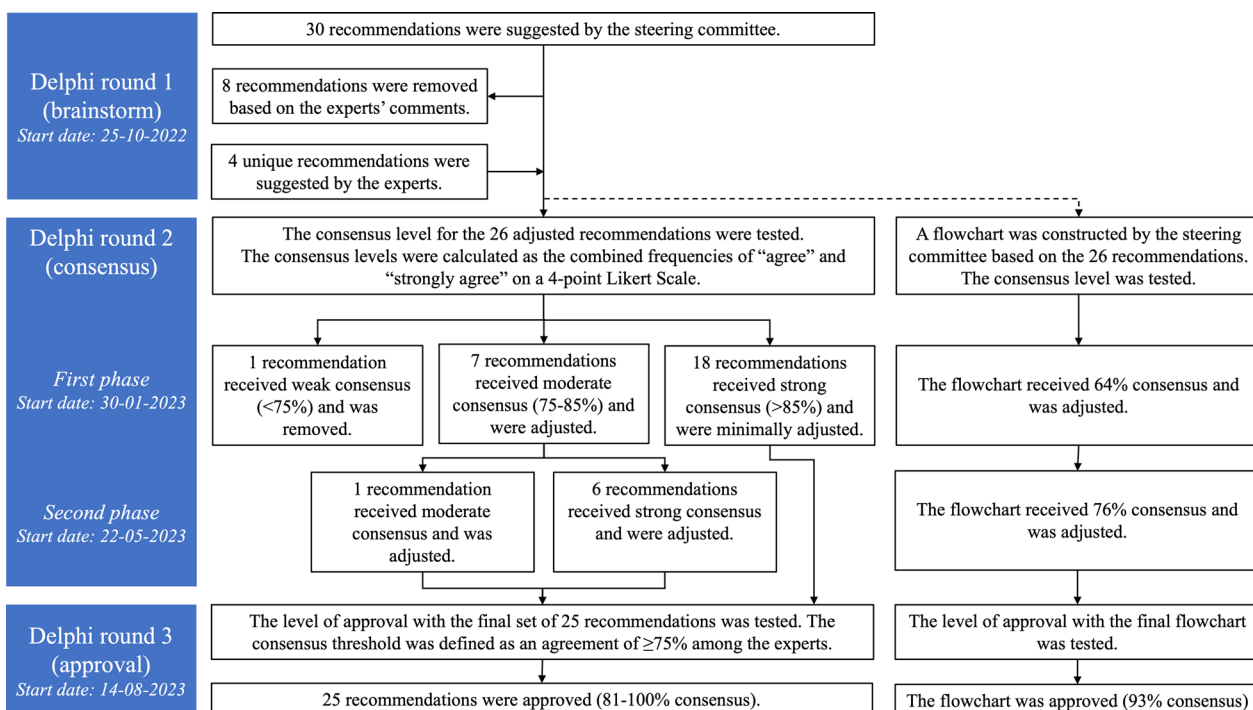 30 recommendations were suggested by the steering committee.
Delphi round 1
(brainstorm)
Start date: 25-10-2022
8 recommendations were removed
based on the experts' comments.
4 unique recommendations were
suggested by the experts.
Delphi round 2
(consensus)
The consensus level for the 26 adjusted recommendations were tested.
The consensus levels were calculated as the combined frequencies of “agree” and
“strongly agree” on a 4-point Likert Scale.
A flowchart was constructed by the steering
committee based on the 26 recommendations.
The consensus level was tested.
First phase
Start date: 30-01-2023
1 recommendation
received weak consensus
(<75%) and was
removed.
7 recommendations
received moderate
consensus (75-85%) and
were adjusted.
18 recommendations
received strong
consensus (>85%) and
were minimally adjusted.
The flowchart received 64% consensus and
was adjusted.
Second phase
Start date: 22-05-2023
1 recommendation
received moderate
consensus and was
adjusted.
6 recommendations
received strong consensus
and were adjusted.
The flowchart received 76% consensus and
was adjusted.
Delphi round 3
(approval)
Start date: 14-08-2023
The level of approval with the final set of 25 recommendations was tested. The
consensus threshold was defined as an agreement of ≥75% among the experts.
The level of approval with the final flowchart
was tested.
25 recommendations were approved (81-100% consensus).
The flowchart was approved (93% consensus)